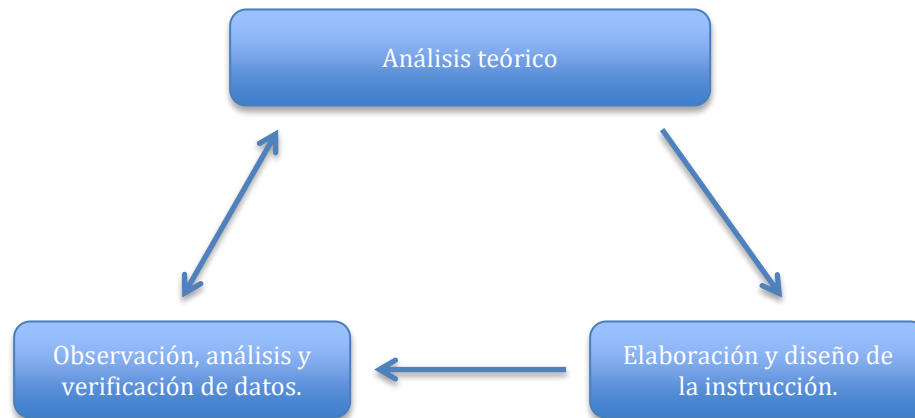 Análisis teórico
Observación, análisis y
verificación de datos.
Elaboración y diseño de
la instrucción.